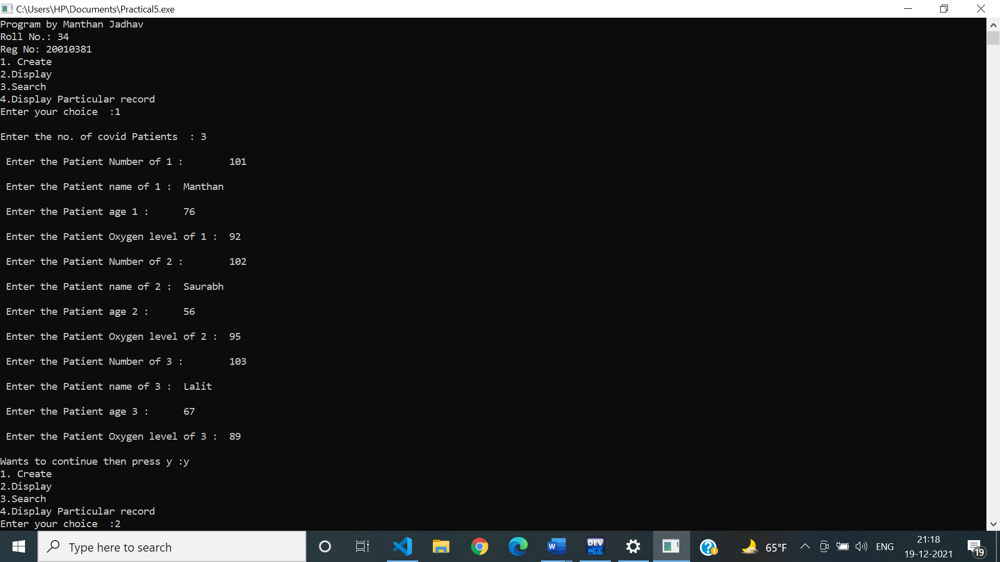 C:\Users\HP\Documents\Practical5.exe
Program by Manthan Jadhav
Roll No.: 34
Reg No: 20010381
1. Create
2.Display
3.Search
4.Display Particular record
Enter your choice  :1
Enter the no. of covid Patients  : 3
Enter the Patient Number of 1 :        101
Enter the Patient name of 1 :  Manthan
Enter the Patient age 1 :      76
Enter the Patient Oxygen level of 1 :  92
Enter the Patient Number of 2 :        102
Enter the Patient name of 2 :  Saurabh
Enter the Patient age 2 :      56
Enter the Patient Oxygen level of 2 :  95
Enter the Patient Number of 3 :        103
Enter the Patient name of 3 :  Lalit
Enter the Patient age 3 :      67
Enter the Patient Oxygen level of 3 :  89
Wants to continue then press y :y
1. Create
2.Display
3.Search
4.Display Particular record
Enter your choice  :2
Type here to search
W
DEV C++
65°F
ENG
21:18
19-12-2021
19